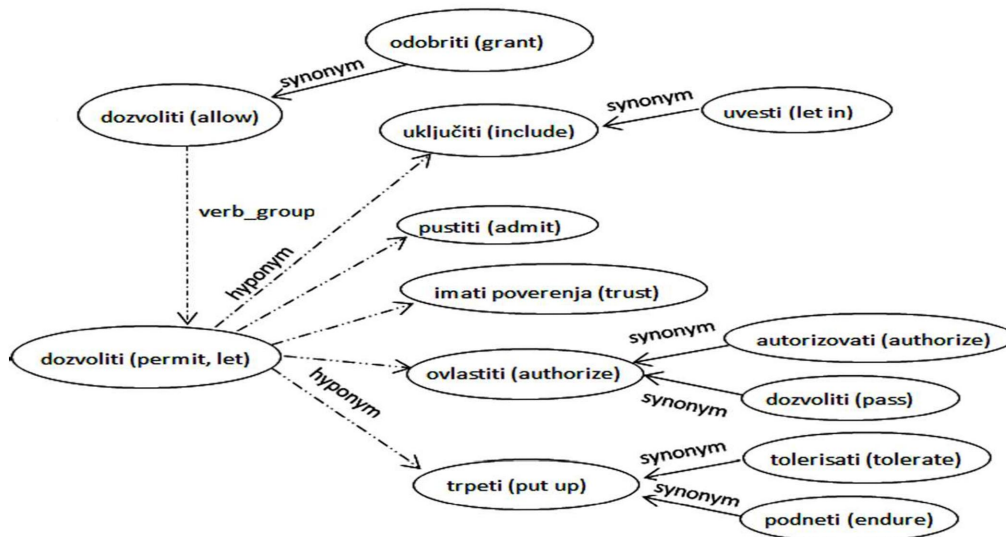 odobriti (grant)
synonym
dozvoliti (allow)
uključiti (include)
synonym
uvesti (let in)
verb_group
pustiti (admit)
hyponym
imati poverenja (trust)
dozvoliti (permit, let)
ovlastiti (authorize)
synonym
autorizovati (authorize)
synonym
dozvoliti (pass)
hyponym
trpeti (put up)
synonym
tolerisati (tolerate)
synonym
podneti (endure)